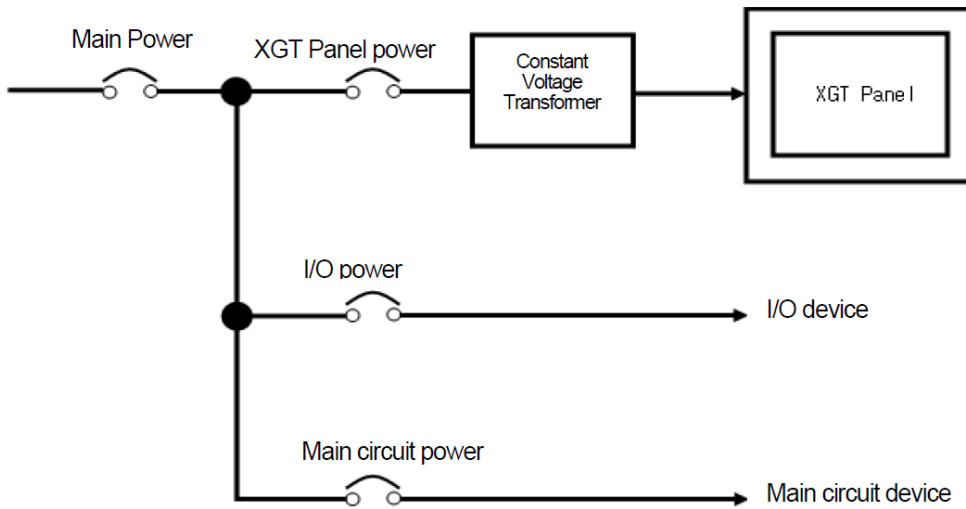 Main Power
XGT Panel power
Constant
Voltage
Transformer
XGT Panel
I/O power
I/O device
Main circuit power
Main circuit device